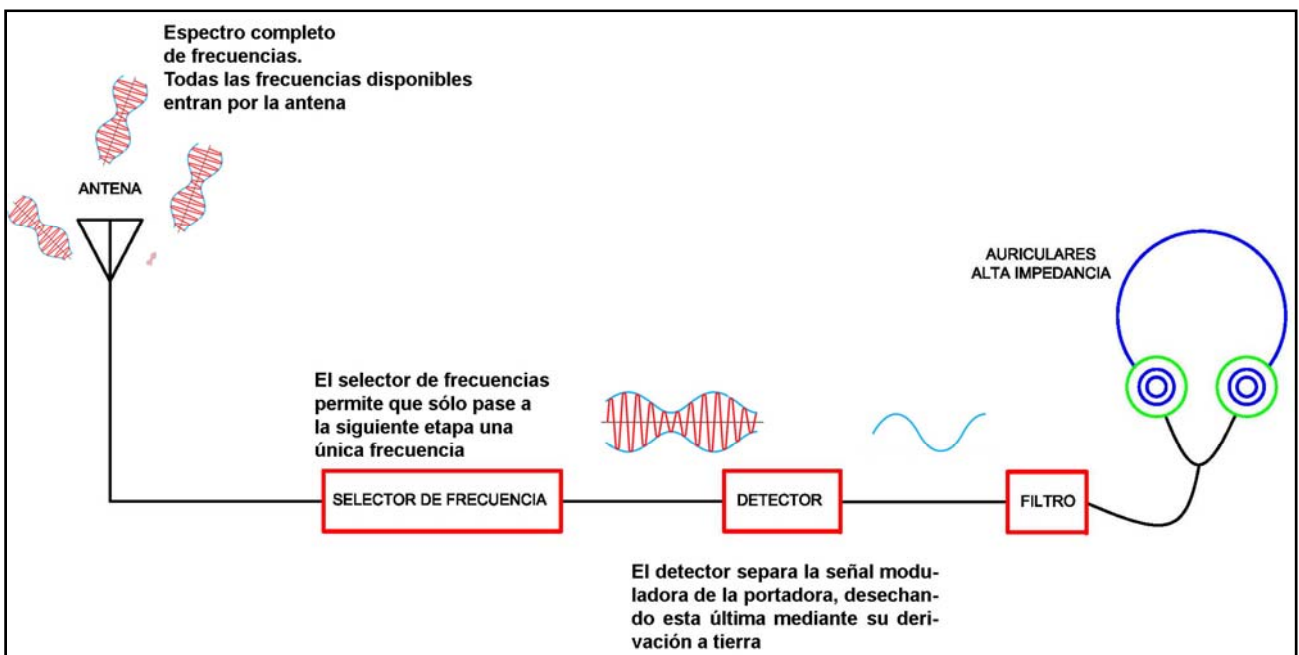 Espectro completo
de frecuencias.
Todas las frecuencias disponibles
entran por la antena
ANTENA
AURICULARES
ALTA IMPEDANCIA
El selector de frecuencias
permite que sólo pase a
la siguiente etapa una
única frecuencia
SELECTOR DE FRECUENCIA
DETECTOR
FILTRO
El detector separa la señal modu-
ladora de la portadora, desechan-
do esta última mediante su deri-
vación a tierra